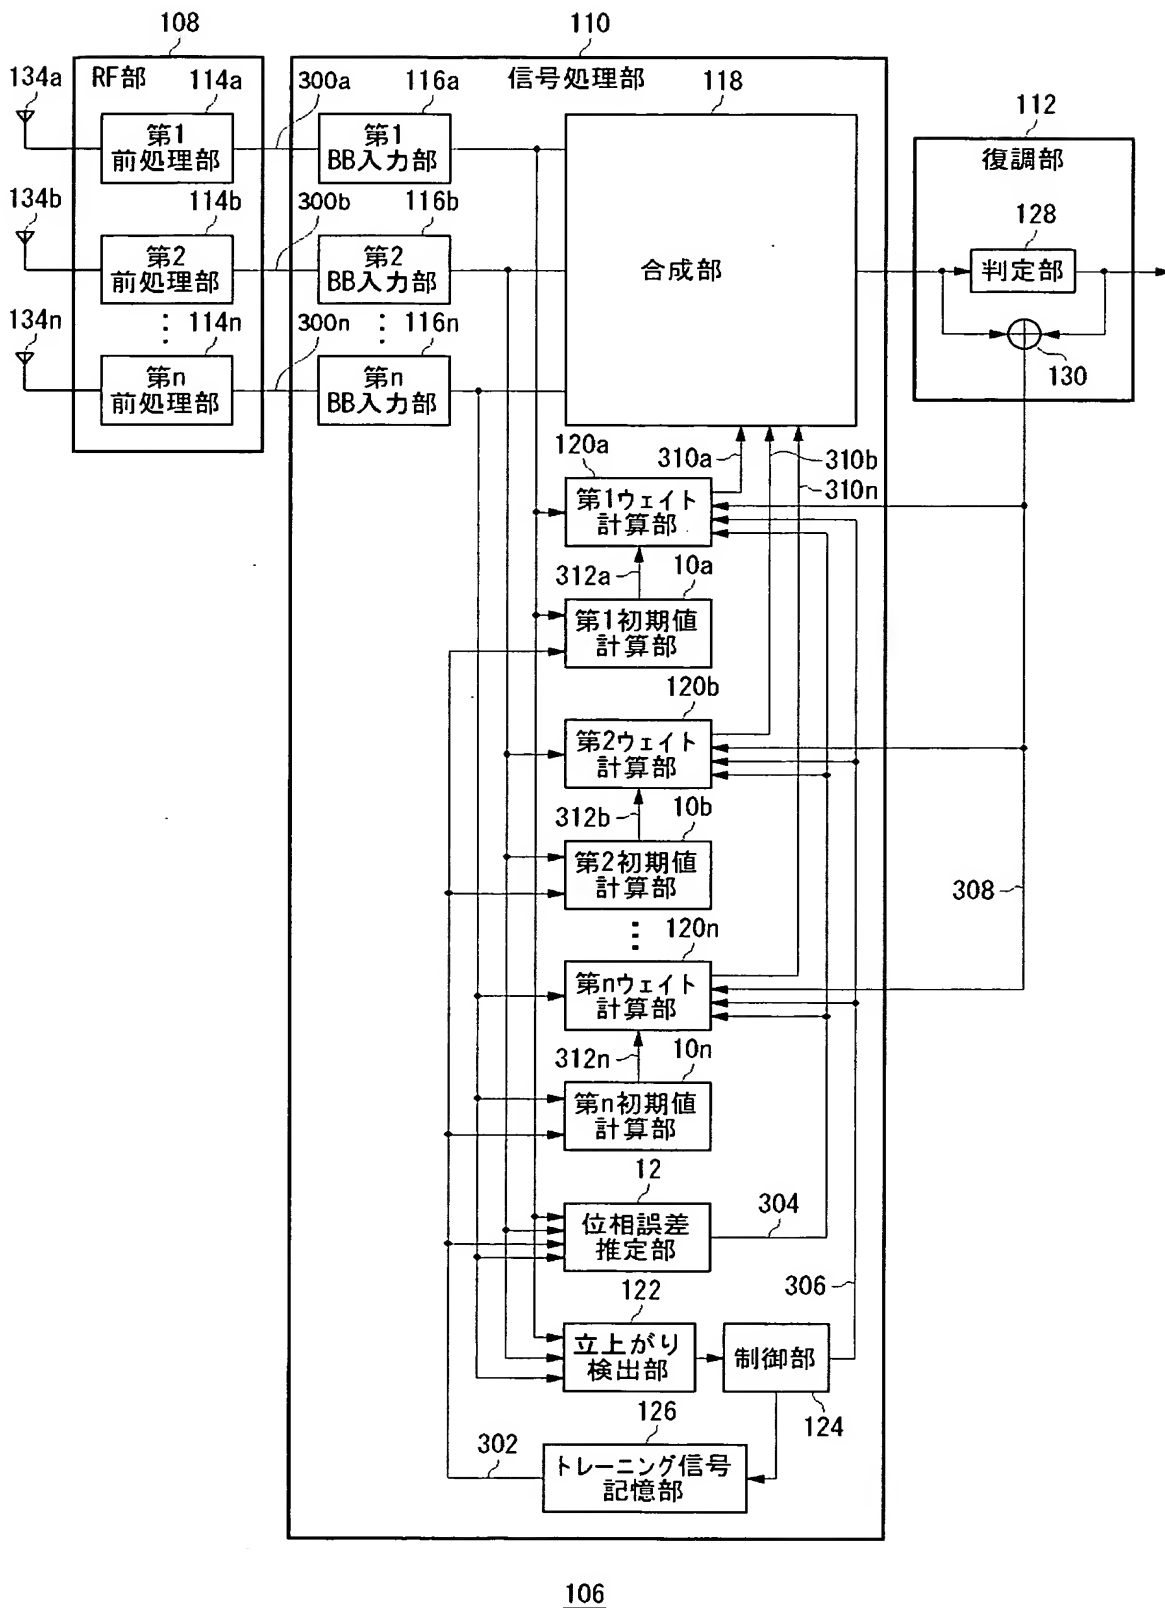 108
110
134a
RF部
114a
300a
116a
信号処理部
118
112
第1
前処理部
第1
BB入力部
復調部
134b
114b
300b
116b
128
第2
前処理部
第2
BB入力部
合成部
判定部
134n
114n
300n
116n
第n
前処理部
第n
BB入力部
130
120a
310a
310b
310n
第1ウェイト
計算部
312a
10a
第1初期値
計算部
120b
第2ウェイト
計算部
312b
10b
第2初期値
計算部
308
120n
第nウェイト
計算部
312n
10n
第n初期値
計算部
12
304
位相誤差
推定部
122
306
立上がり
検出部
制御部
126
124
302
トレーニング信号
記憶部
106